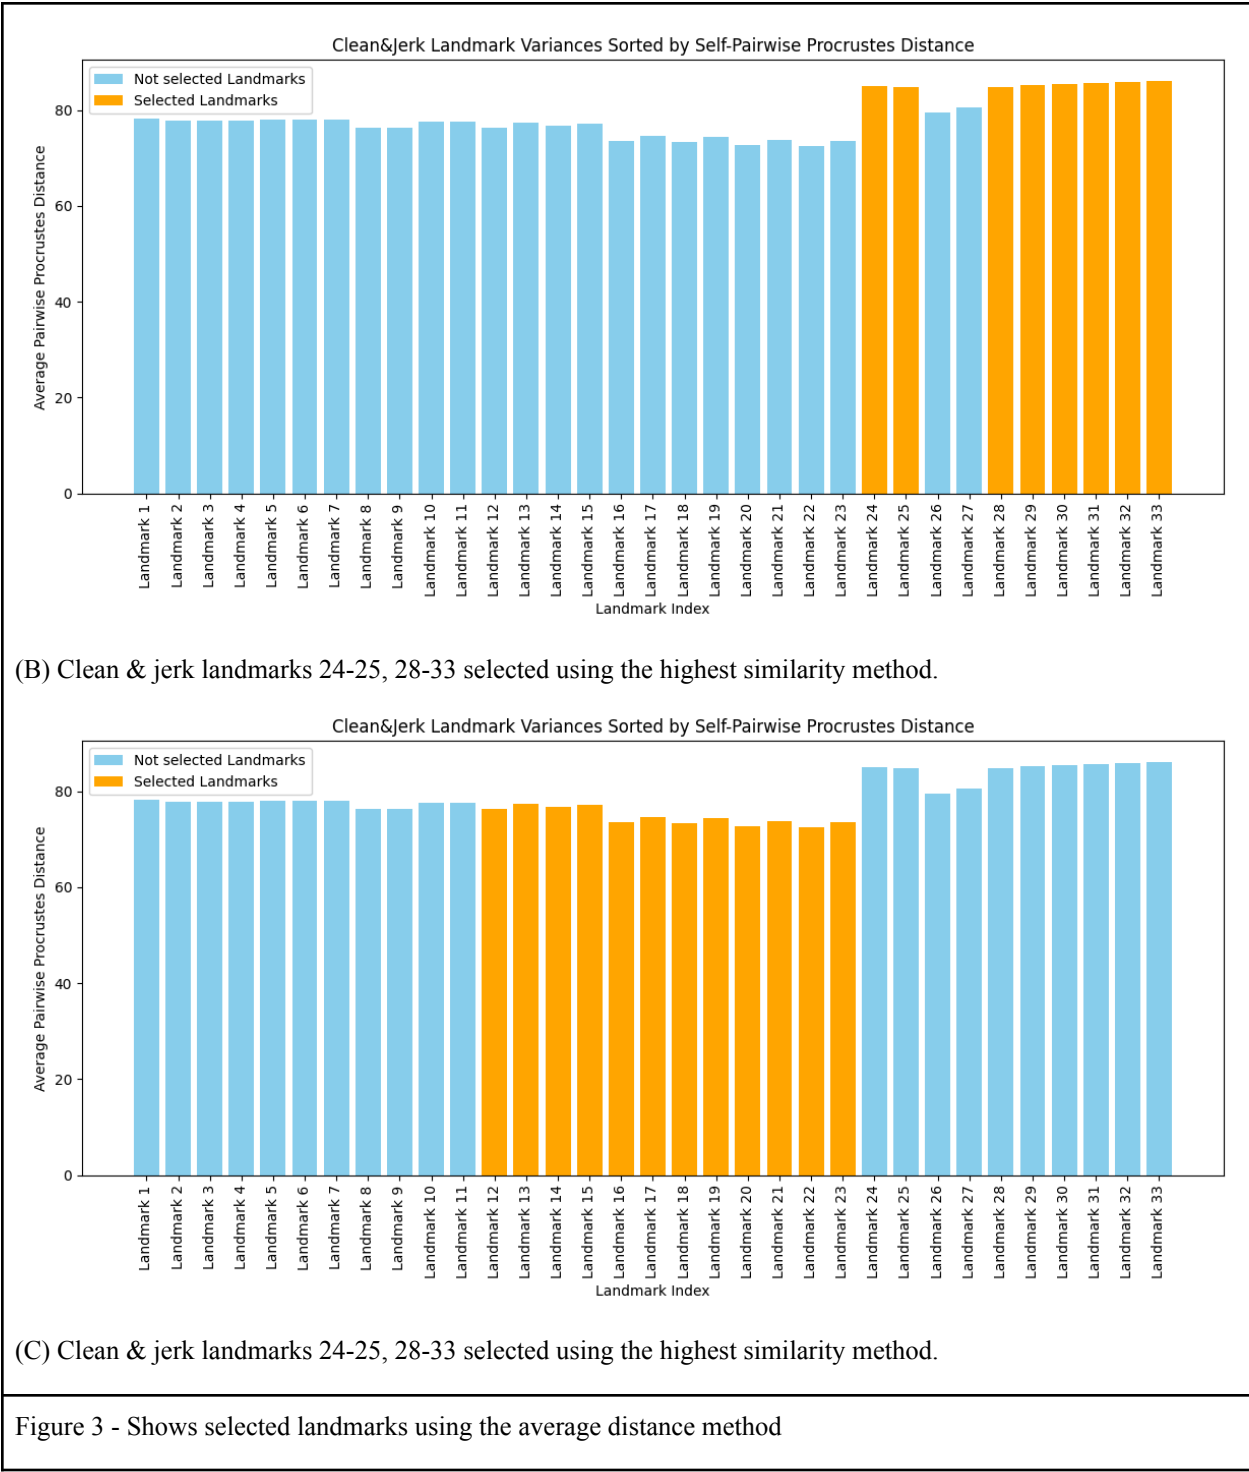 Clean&Jerk Landmark Variances Sorted by Self-Pairwise Procrustes Distance
Not selected Landmarks
Selected Landmarks
Average Pairwise Procrustes Distance
80
60
40
20
0
Landmark 1
Landmark 2
Landmark 3
Landmark 4
Landmark 5
Landmark 6
Landmark 7
Landmark 8
Landmark 9
Landmark 10
Landmark 11
Landmark 12
Landmark 13
Landmark 14
Landmark 15
Landmark 16
Landmark 17
Landmark 18
Landmark 19
Landmark 20
Landmark 21
Landmark 22
Landmark 23
Landmark 24
Landmark 25
Landmark 26
Landmark 27
Landmark 28
Landmark 29
Landmark 30
Landmark 31
Landmark 32
Landmark 33
Landmark Index
(B) Clean & jerk landmarks 24-25, 28-33 selected using the highest similarity method.
Clean&Jerk Landmark Variances Sorted by Self-Pairwise Procrustes Distance
Not selected Landmarks
Selected Landmarks
Average Pairwise Procrustes Distance
80
60
40
20
0
Landmark 1
Landmark 2
Landmark 3
Landmark 4
Landmark 5
Landmark 6
Landmark 7
Landmark 8
Landmark 9
Landmark 10
Landmark 11
Landmark 12
Landmark 13
Landmark 14
Landmark 15
Landmark 16
Landmark 17
Landmark 18
Landmark 19
Landmark 20
Landmark 21
Landmark 22
Landmark 23
Landmark 24
Landmark 25
Landmark 26
Landmark 27
Landmark 28
Landmark 29
Landmark 30
Landmark 31
Landmark 32
Landmark 33
Landmark Index
(C) Clean & jerk landmarks 24-25, 28-33 selected using the highest similarity method.
Figure 3 - Shows selected landmarks using the average distance method